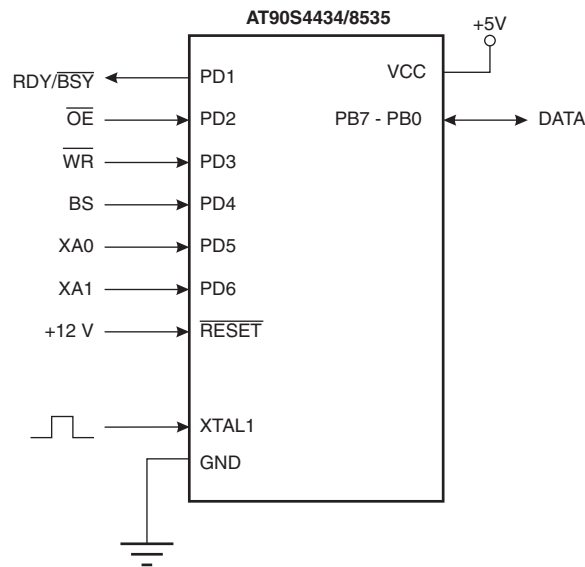 AT90S4434/8535
+5V
RDY/BSY PD1 VCC
OE PD2 PB7 - PB0 DATA
WR PD3
BS PD4
XA0 PD5
XA1 PD6
+12 V RESET
XTAL1
GND